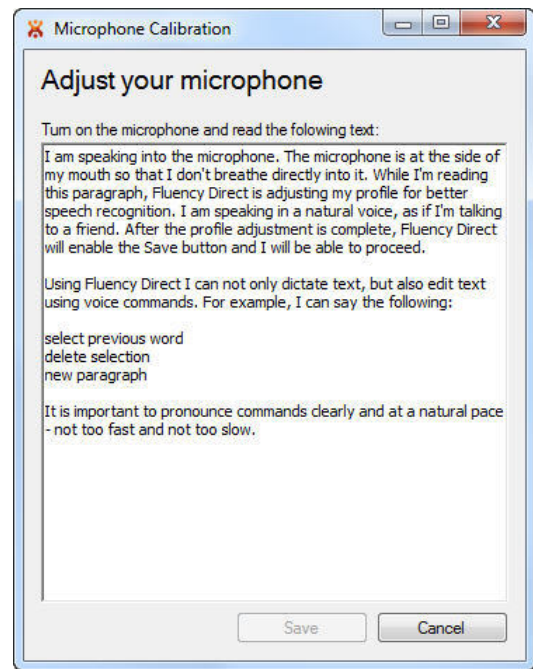 Microphone Calibration
Adjust your microphone
Turn on the microphone and read the folowing text:
I am speaking into the microphone. The microphone is at the side of
my mouth so that I don't breathe directly into it. While I'm reading
this paragraph, Fluency Direct is adjusting my profile for better
speech recognition. I am speaking in a natural voice, as if I'm talking
to a friend. After the profile adjustment is complete, Fluency Direct
will enable the Save button and I will be able to proceed.
Using Fluency Direct I can not only dictate text, but also edit text
using voice commands. For example, I can say the following:
select previous word
delete selection
new paragraph
It is important to pronounce commands clearly and at a natural pace
- not too fast and not too slow.
Save Cancel